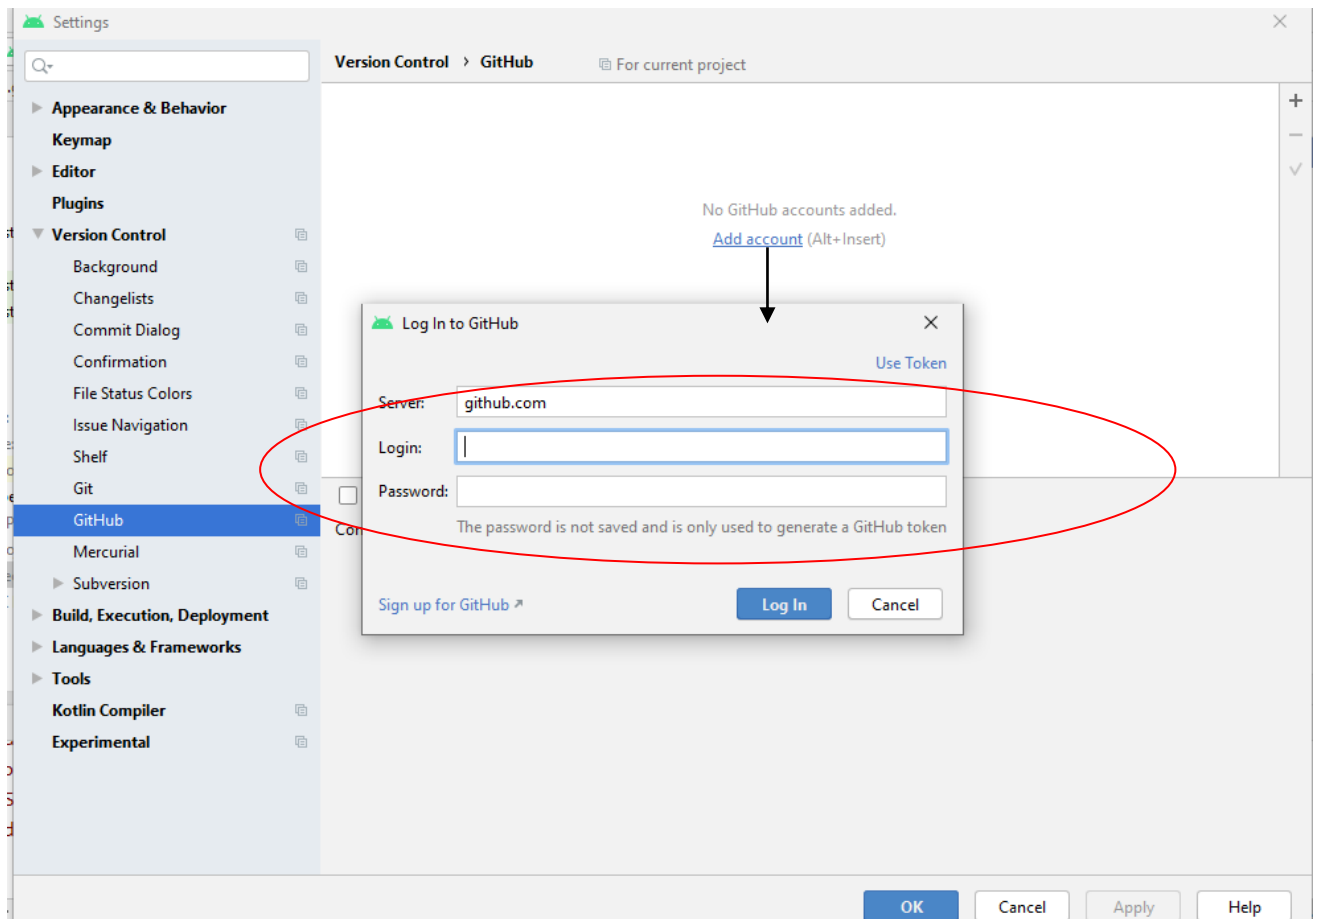 Settings
Version Control › GitHub For current project
Appearance & Behavior
Keymap
Editor
Plugins
Version Control
Background
Changelists
Commit Dialog
Confirmation
File Status Colors
Issue Navigation
Shelf
Git
GitHub
Mercurial
Subversion
Build, Execution, Deployment
Languages & Frameworks
Tools
Kotlin Compiler
Experimental
No GitHub accounts added.
Add account (Alt+Insert)
Log In to GitHub
Use Token
Server: github.com
Login:
Password:
The password is not saved and is only used to generate a GitHub token
Sign up for GitHub
Log In Cancel
OK Cancel Apply Help